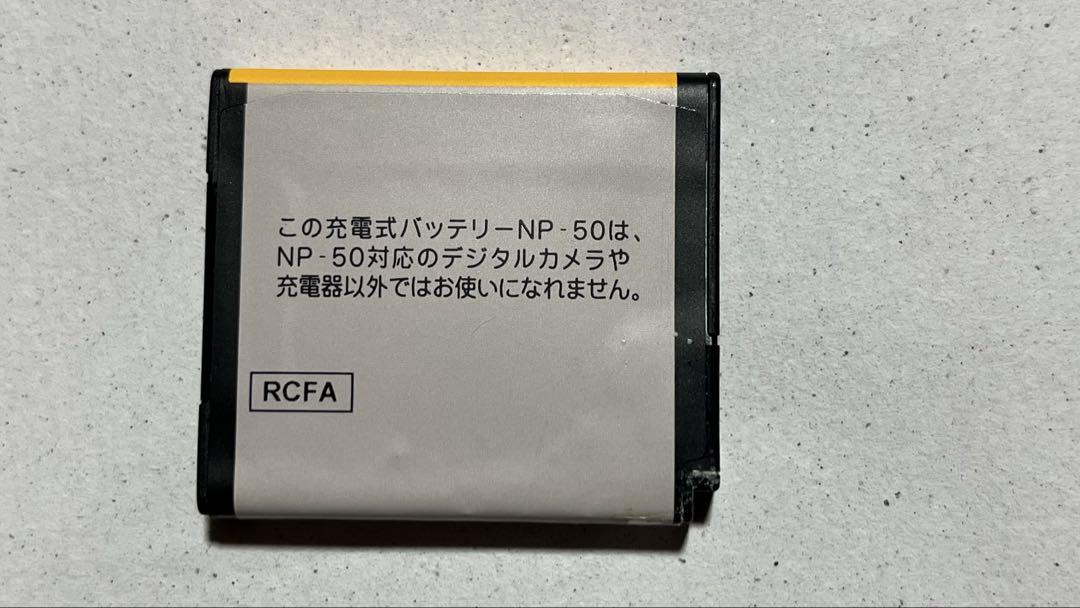 この充電式バッテリーNP-50は、
NP-50対応のデジタルカメラや
充電器以外ではお使いになれません。
RCFA